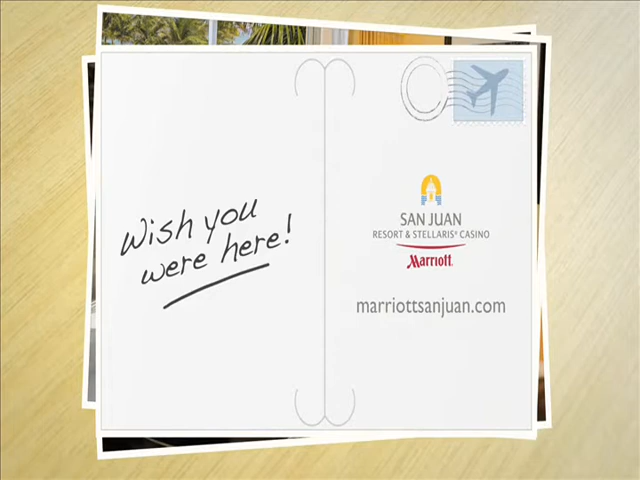 Wish you
were here!
SAN JUAN
RESORT & STELLARIS® CASINO
Marriott
marriottsanjuan.com